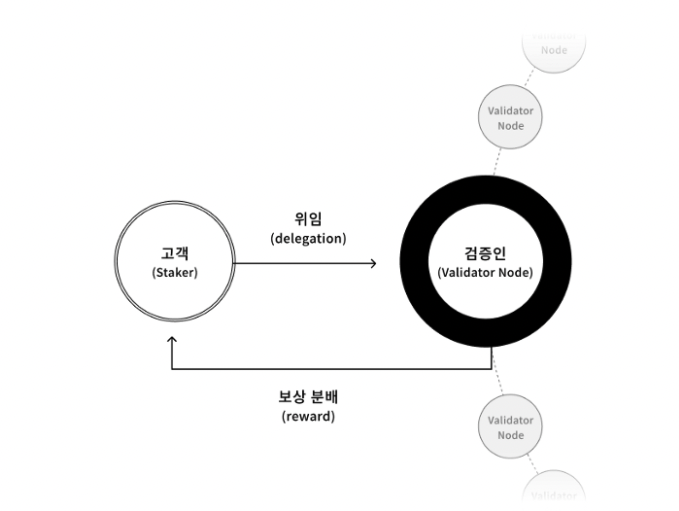 Node
Validator
Node
위임
(delegation)
고객
(Staker)
검증인
(Validator Node)
보상 분배
(reward)
Validator
Node
Validator